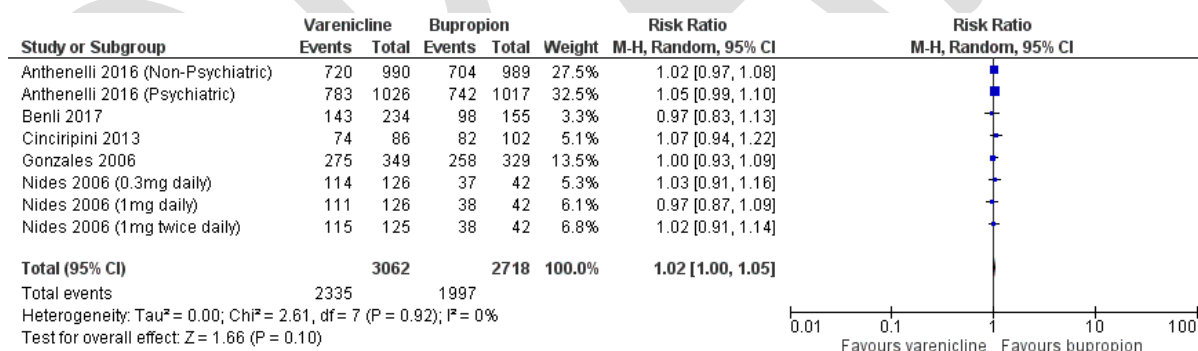 Varenicline Bupropion Risk Ratio Risk Ratio
Study or Subgroup Events Total Events Total Weight M-H, Random, 95% CI M-H, Random, 95% CI
Anthenelli 2016 (Non-Psychiatric) 720 990 704 989 27.5% 1.02 [0.97, 1.08]
Anthenelli 2016 (Psychiatric) 783 1026 742 1017 32.5% 1.05 [0.99, 1.10]
Benli 2017 143 234 98 155 3.3% 0.97 [0.83, 1.13]
Cinciripini 2013 74 86 82 102 5.1% 1.07 [0.94, 1.22]
Gonzales 2006 275 349 258 329 13.5% 1.00 [0.93, 1.09]
Nides 2006 (0.3mg daily) 114 126 37 42 5.3% 1.03 [0.91, 1.16]
Nides 2006 (1mg daily) 111 126 38 42 6.1% 0.97 [0.87, 1.09]
Nides 2006 (1mg twice daily) 115 125 38 42 6.8% 1.02 [0.91, 1.14]
Total (95% CI) 3062 2718 100.0% 1.02 [1.00, 1.05]
Total events 2335 1997
Heterogeneity: Tau² = 0.00; Chi² = 2.61, df = 7 (P = 0.92); I² = 0%
Test for overall effect: Z = 1.66 (P = 0.10)
0.01 0.1 1 10 100
Favours varenicline Favours bupropion